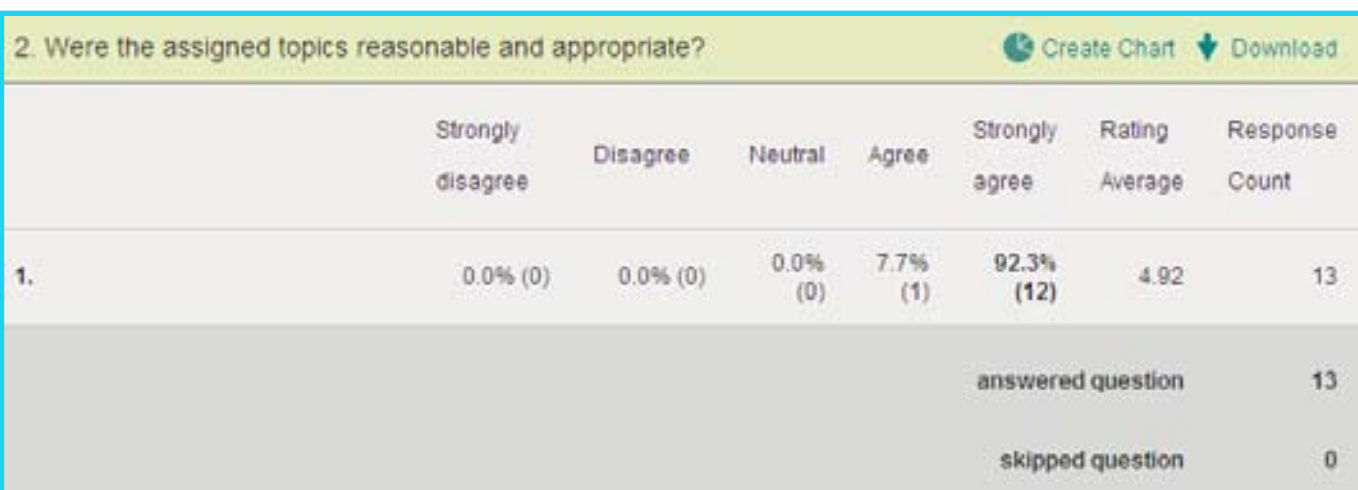 2. Were the assigned topics reasonable and appropriate? Create Chart Download
Strongly disagree Disagree Neutral Agree Strongly agree Rating Average Response Count
1. 0.0% (0) 0.0% (0) 0.0% (0) 7.7% (1) 92.3% (12) 4.92 13
answered question 13
skipped question 0